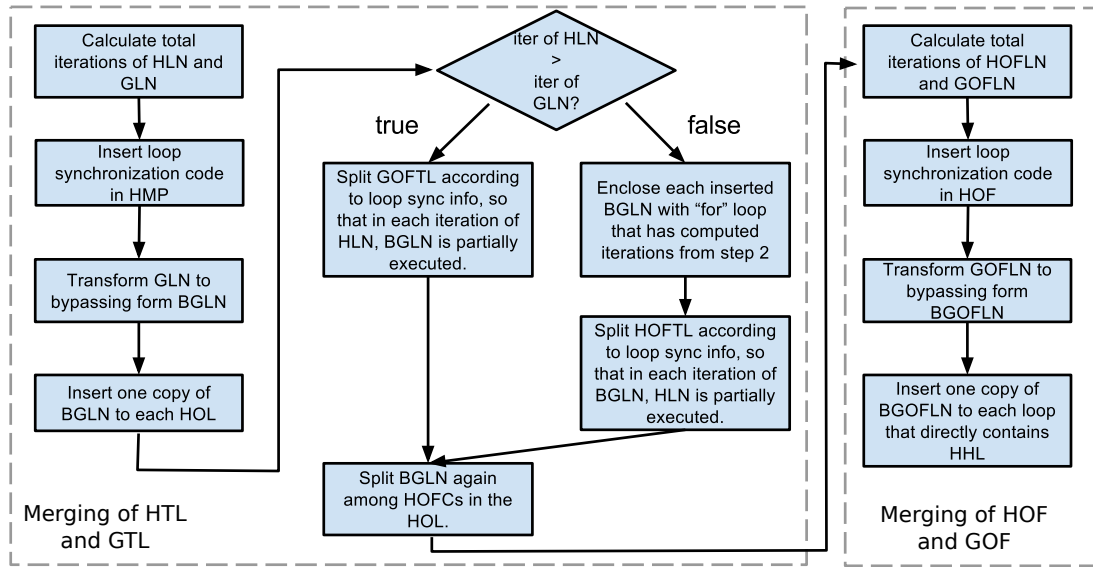 Calculate total
iterations of HLN and
GLN
Insert loop
synchronization code
in HMP
Transform GLN to
bypassing form BGLN
Insert one copy of
BGLN to each HOL
iter of HLN
>
iter of
GLN?
true
false
Split GOFTL according
to loop sync info, so
that in each iteration of
HLN, BGLN is partially
executed.
Enclose each inserted
BGLN with “for” loop
that has computed
iterations from step 2
Split HOFTL according
to loop sync info, so
that in each iteration of
BGLN, HLN is partially
executed.
Split BGLN again
among HOFCs in the
HOL.
Merging of HTL
and GTL
Calculate total
iterations of HOFLN
and GOFLN
Insert loop
synchronization code
in HOF
Transform GOFLN to
bypassing form
BGOFLN
Insert one copy of
BGOFLN to each loop
that directly contains
HHL
Merging of HOF
and GOF